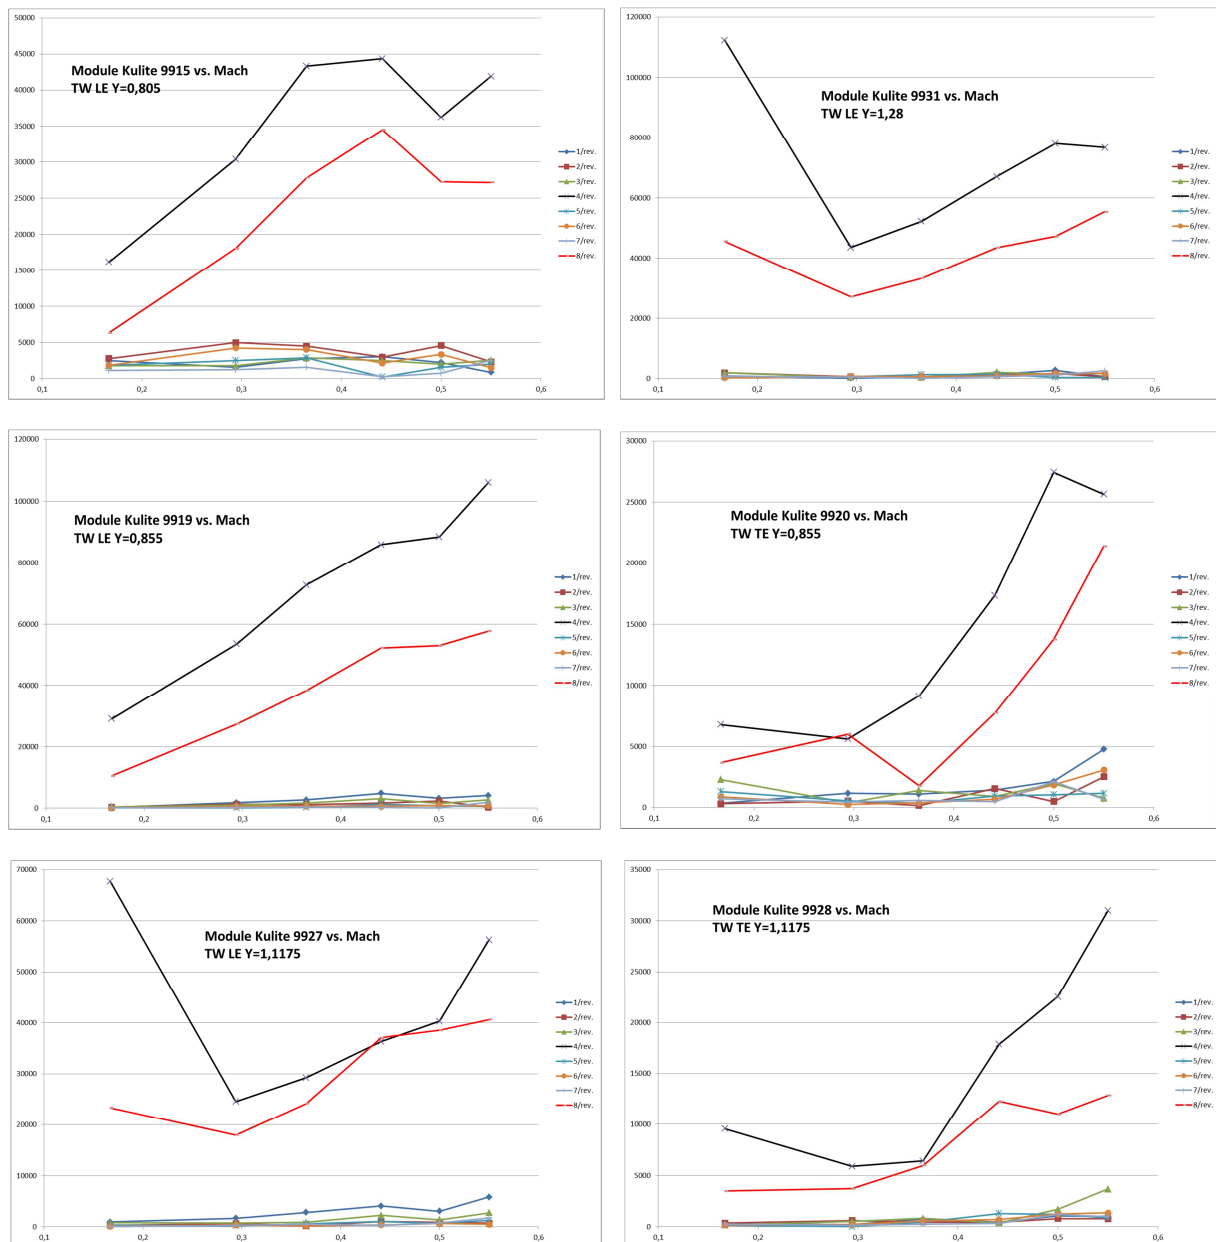 50000
45000
40000
35000
30000
25000
20000
15000
10000
5000
0
Module Kulite 9915 vs. Mach
TW LE Y=0,805
0,1
0,2
0,3
0,4
0,5
0,6
1/rev.
2/rev.
3/rev.
4/rev.
5/rev.
6/rev.
7/rev.
8/rev.
120000
100000
80000
60000
40000
20000
0
Module Kulite 9931 vs. Mach
TW LE Y=1,28
0,1
0,2
0,3
0,4
0,5
0,6
1/rev.
2/rev.
3/rev.
4/rev.
5/rev.
6/rev.
7/rev.
8/rev.
120000
100000
80000
60000
40000
20000
0
Module Kulite 9919 vs. Mach
TW LE Y=0,855
0,1
0,2
0,3
0,4
0,5
0,6
1/rev.
2/rev.
3/rev.
4/rev.
5/rev.
6/rev.
7/rev.
8/rev.
30000
25000
20000
15000
10000
5000
0
Module Kulite 9920 vs. Mach
TW TE Y=0,855
0,1
0,2
0,3
0,4
0,5
0,6
1/rev.
2/rev.
3/rev.
4/rev.
5/rev.
6/rev.
7/rev.
8/rev.
70000
60000
50000
40000
30000
20000
10000
0
Module Kulite 9927 vs. Mach
TW LE Y=1,1175
0,1
0,2
0,3
0,4
0,5
0,6
1/rev.
2/rev.
3/rev.
4/rev.
5/rev.
6/rev.
7/rev.
8/rev.
35000
30000
25000
20000
15000
10000
5000
0
Module Kulite 9928 vs. Mach
TW TE Y=1,1175
0,1
0,2
0,3
0,4
0,5
0,6
1/rev.
2/rev.
3/rev.
4/rev.
5/rev.
6/rev.
7/rev.
8/rev.